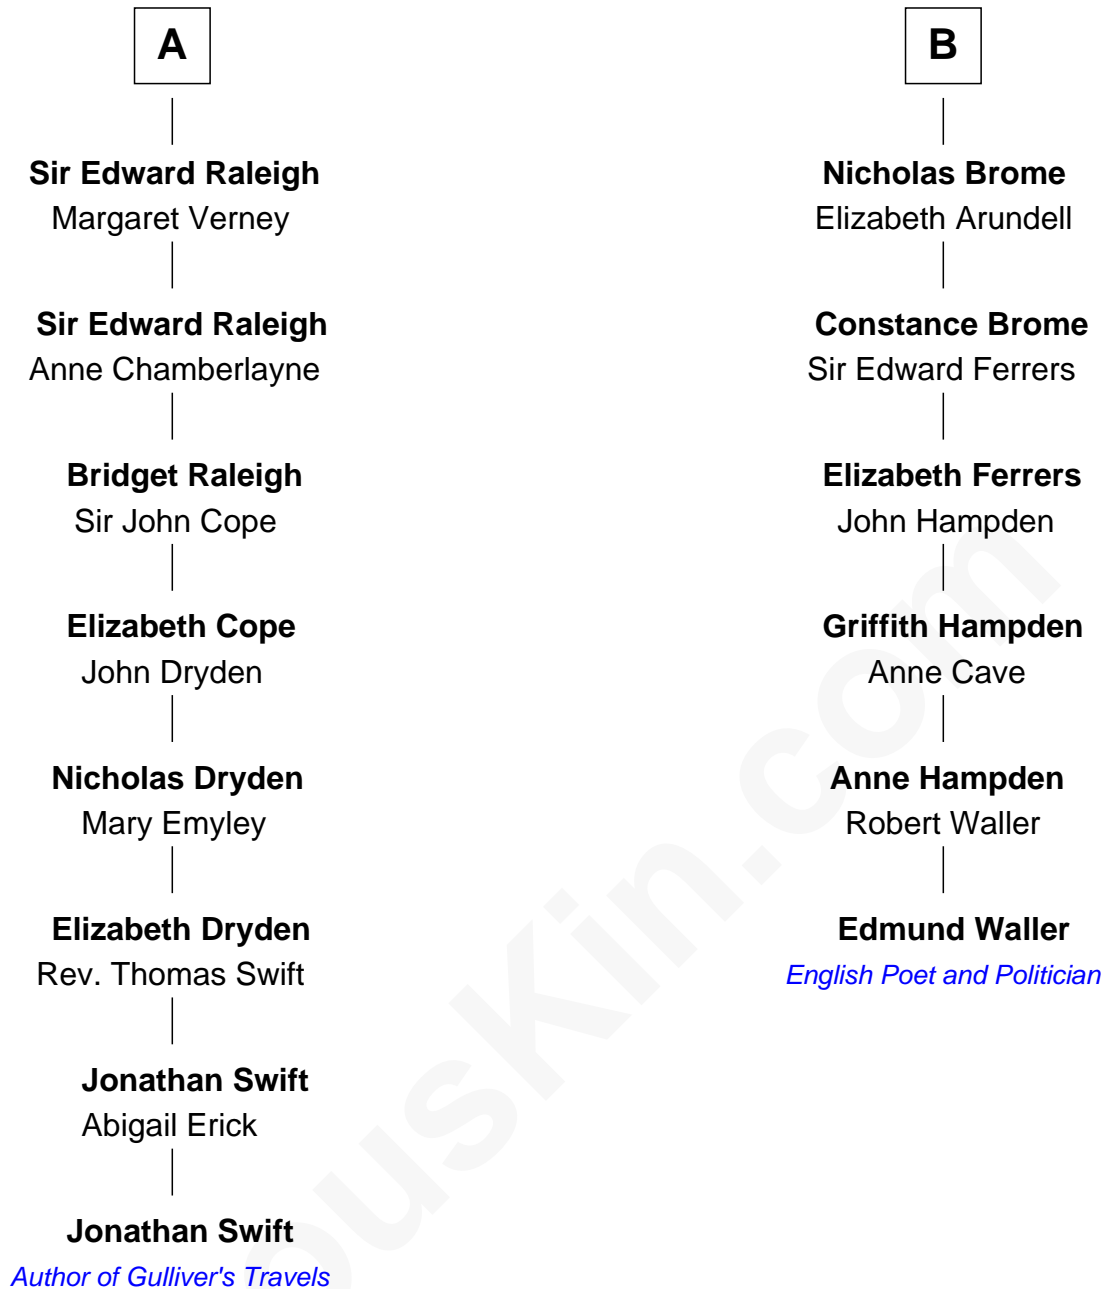 A
Sir Edward Raleigh
Margaret Verney
Sir Edward Raleigh
Anne Chamberlayne
Bridget Raleigh
Sir John Cope
Elizabeth Cope
John Dryden
Nicholas Dryden
Mary Emyley
Elizabeth Dryden
Rev. Thomas Swift
Jonathan Swift
Abigail Erick
Jonathan Swift
Author of Gulliver's Travels
B
Nicholas Brome
Elizabeth Arundell
Constance Brome
Sir Edward Ferrers
Elizabeth Ferrers
John Hampden
Griffith Hampden
Anne Cave
Anne Hampden
Robert Waller
Edmund Waller
English Poet and Politician
ousKin.com